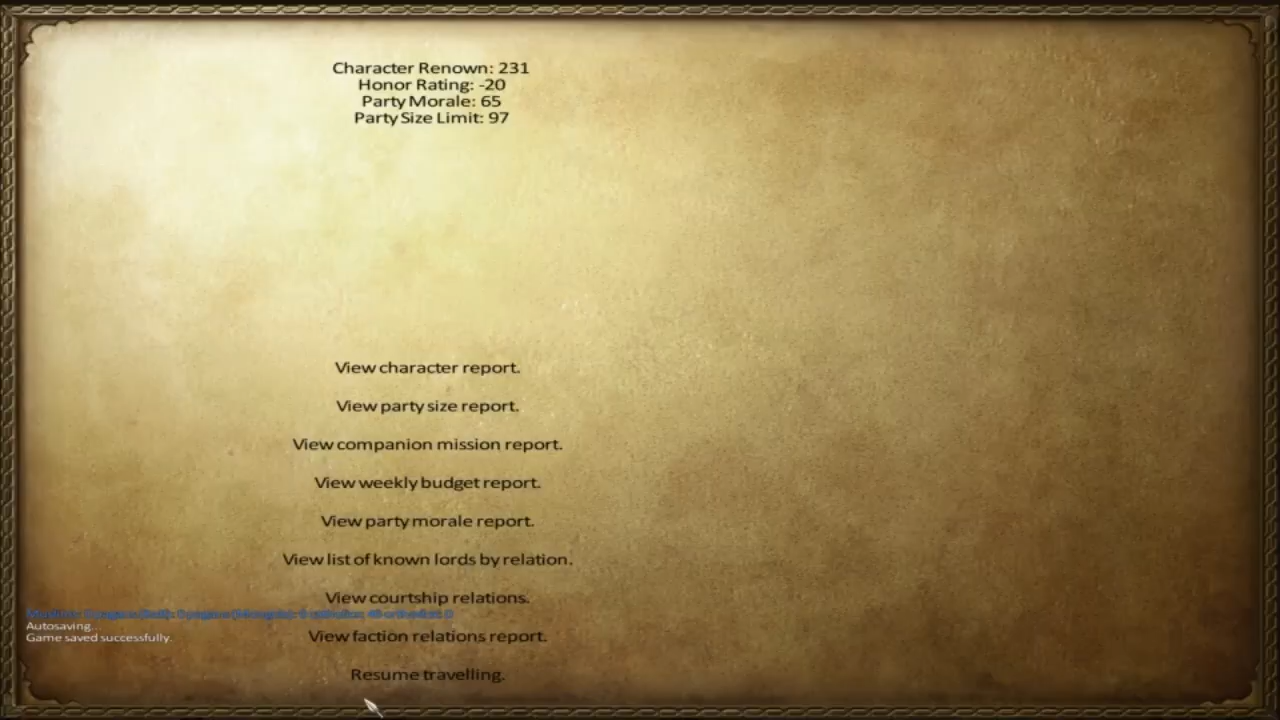 Character Renown: 231
Honor Rating: -20
Party Morale: 65
Party Size Limit: 97
View character report.
View party size report.
View companion mission report.
View weekly budget report.
View party morale report.
View list of known lords by relation.
View courtship relations.
Autosaving...
Game saved successfully.
View faction relations report.
Resume travelling.